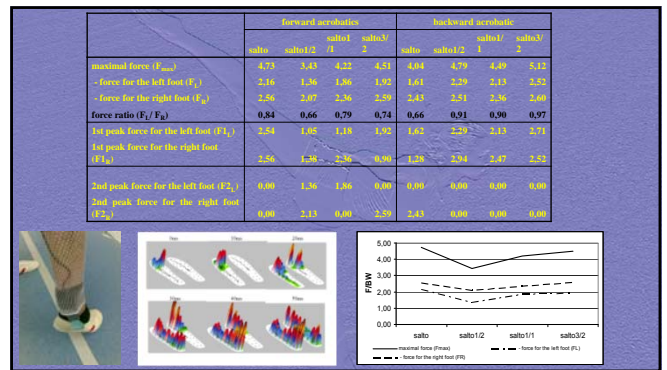 forward acrobatics backward acrobatic
salto salto1/2 salto1/1 salto3/2 salto salto1/2 salto1/1 salto3/2
maximal force (Fmax) 4,73 3,43 4,22 4,51 4,04 4,79 4,49 5,12
- force for the left foot (FL) 2,16 1,36 1,86 1,92 1,61 2,29 2,13 2,52
- force for the right foot (FR) 2,56 2,07 2,36 2,59 2,43 2,51 2,36 2,60
force ratio (FL/ FR) 0,84 0,66 0,79 0,74 0,66 0,91 0,90 0,97
1st peak force for the left foot (F1L) 2,54 1,05 1,18 1,92 1,62 2,29 2,13 2,71
1st peak force for the right foot
(F1R) 2,56 1,38 2,36 0,90 1,28 2,94 2,47 2,52
2nd peak force for the left foot (F2L) 0,00 1,36 1,86 0,00 0,00 0,00 0,00 0,00
2nd peak force for the right foot
(F2R) 0,00 2,13 0,00 2,59 2,43 0,00 0,00 0,00
5,00
4,00
3,00
2,00
1,00
0,00
F/BW
salto salto1/2 salto1/1 salto3/2
maximal force (Fmax) - force for the left foot (FL)
- force for the right foot (FR)